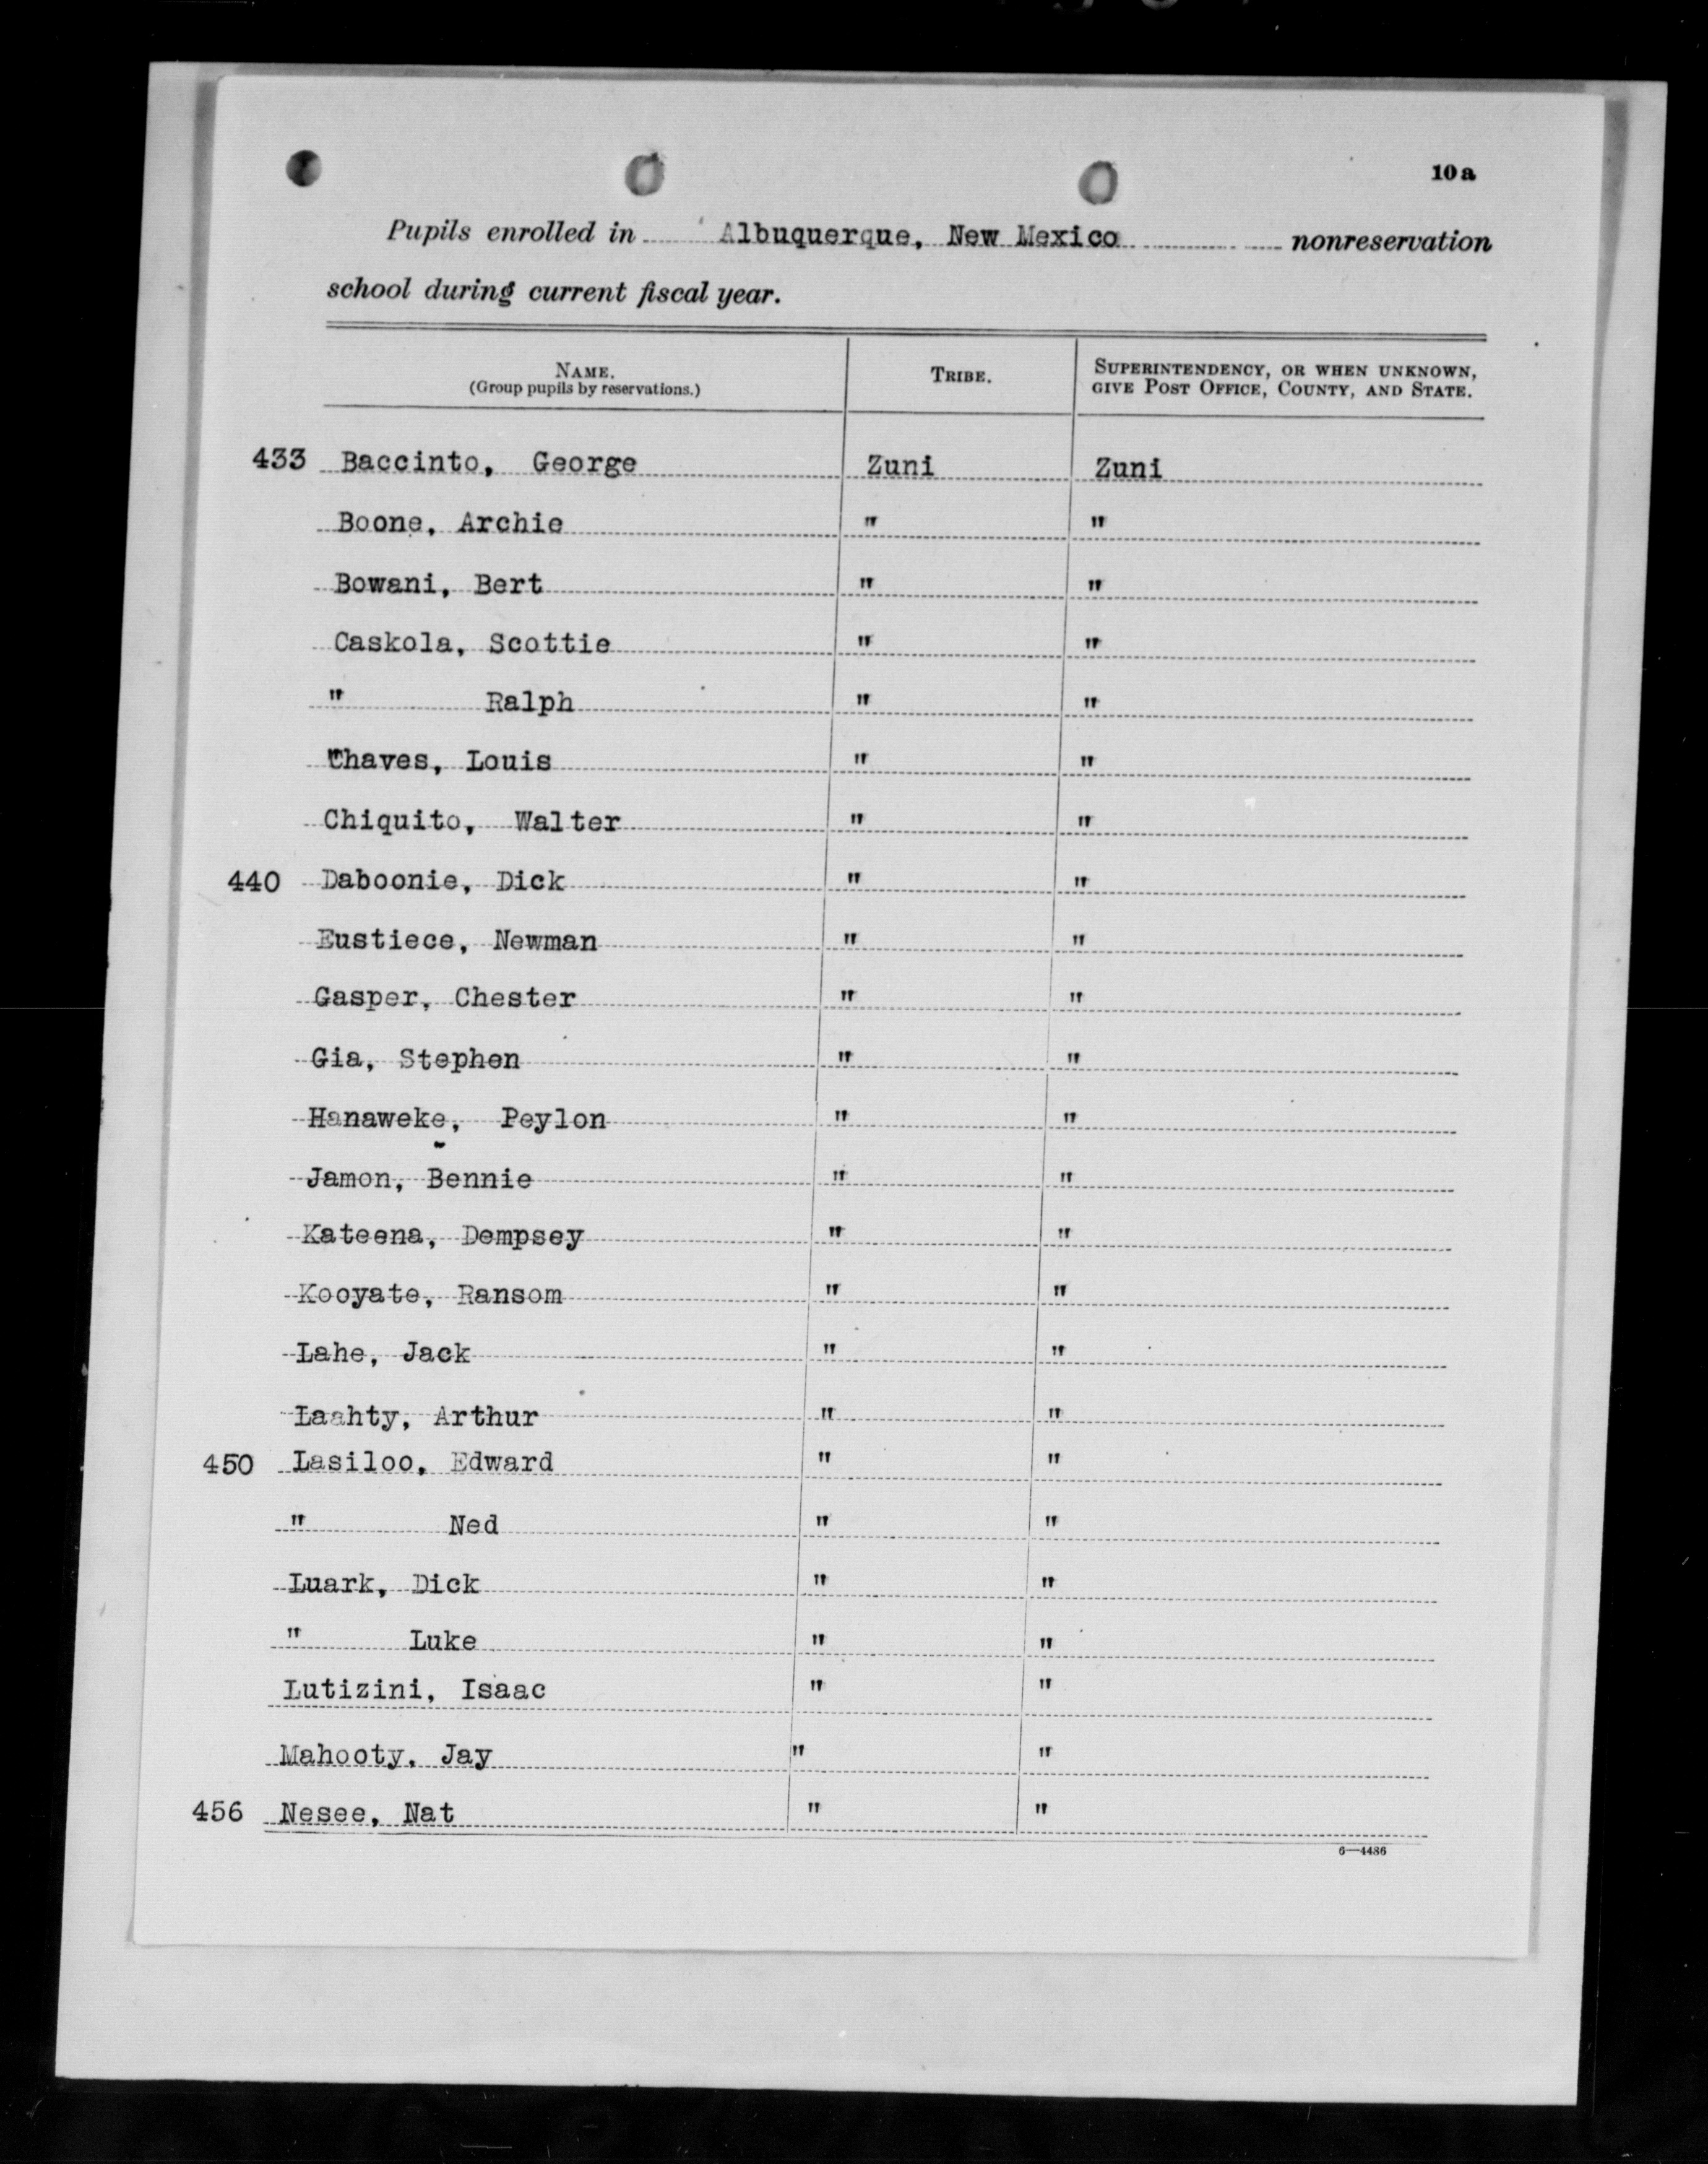 10a
Pupils enrolled in Albuquerque, New Mexico nonreservation
school during current fiscal year.
NAME. (Group pupils by reservations.) TRIBE. SUPERINTENDENCY, OR WHEN UNKNOWN, GIVE POST OFFICE, COUNTY, AND STATE.
433 Baccinto, George Zuni Zuni
Boone, Archie " "
Bowani, Bert " "
Caskola, Scottie " "
" Ralph " "
Chaves, Louis " "
Chiquito, Walter " "
440 Daboonie, Dick " "
Eustiece, Newman " "
Gasper, Chester " "
Gia, Stephen " "
Hanaweke, Peylon " "
Jamon, Bennie " "
Kateena, Dempsey " "
Kooyate, Ransom " "
Lahe, Jack " "
Laahty, Arthur " "
450 Lasiloo, Edward " "
" Ned " "
Luark, Dick " "
" Luke " "
Lutizini, Isaac " "
Mahooty, Jay " "
456 Nesee, Nat " "
6—4486